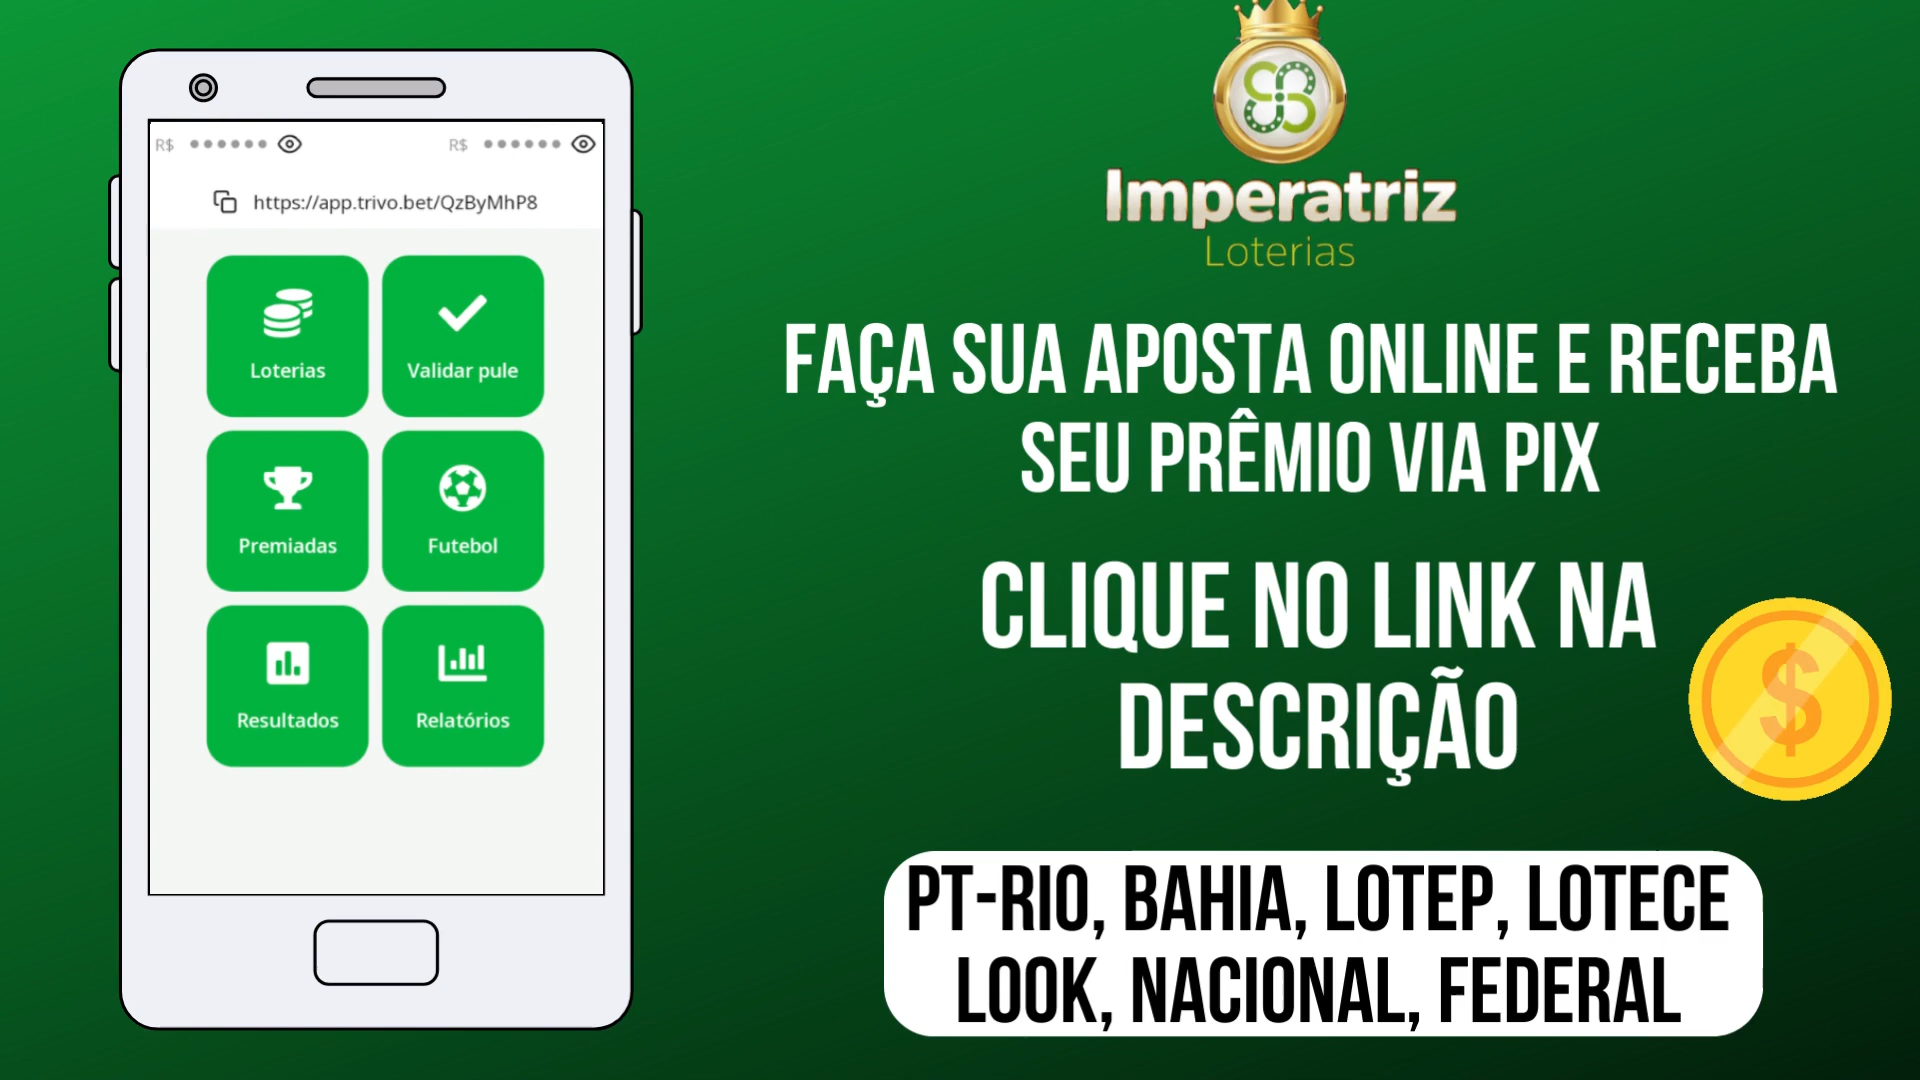 R$ R$
https://app.trivo.bet/QzByMhP8
Loterias
Validar pule
Premiadas
Futebol
Resultados
Relatórios
Imperatriz
Loterias
FAÇA SUA APOSTA ONLINE E RECEBA
SEU PRÊMIO VIA PIX
CLIQUE NO LINK NA
DESCRIÇÃO
$
PT-RIO, BAHIA, LOTEP, LOTECE
LOOK, NACIONAL, FEDERAL